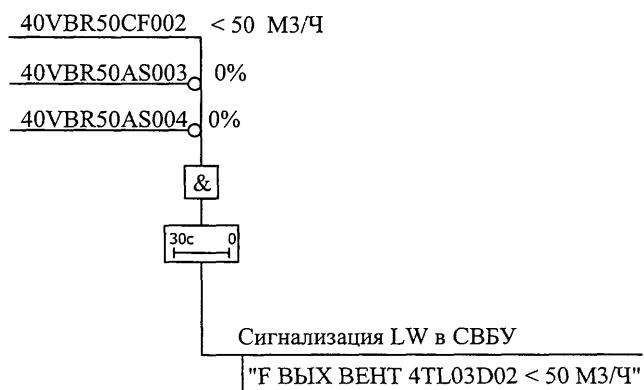 40VBR50CF002 < 50 М3/Ч
40VBR50AS003 0%
40VBR50AS004 0%
&
30с 0
Сигнализация LW в СВБУ
"F ВЫХ ВЕНТ 4TL03D02 < 50 М3/Ч"